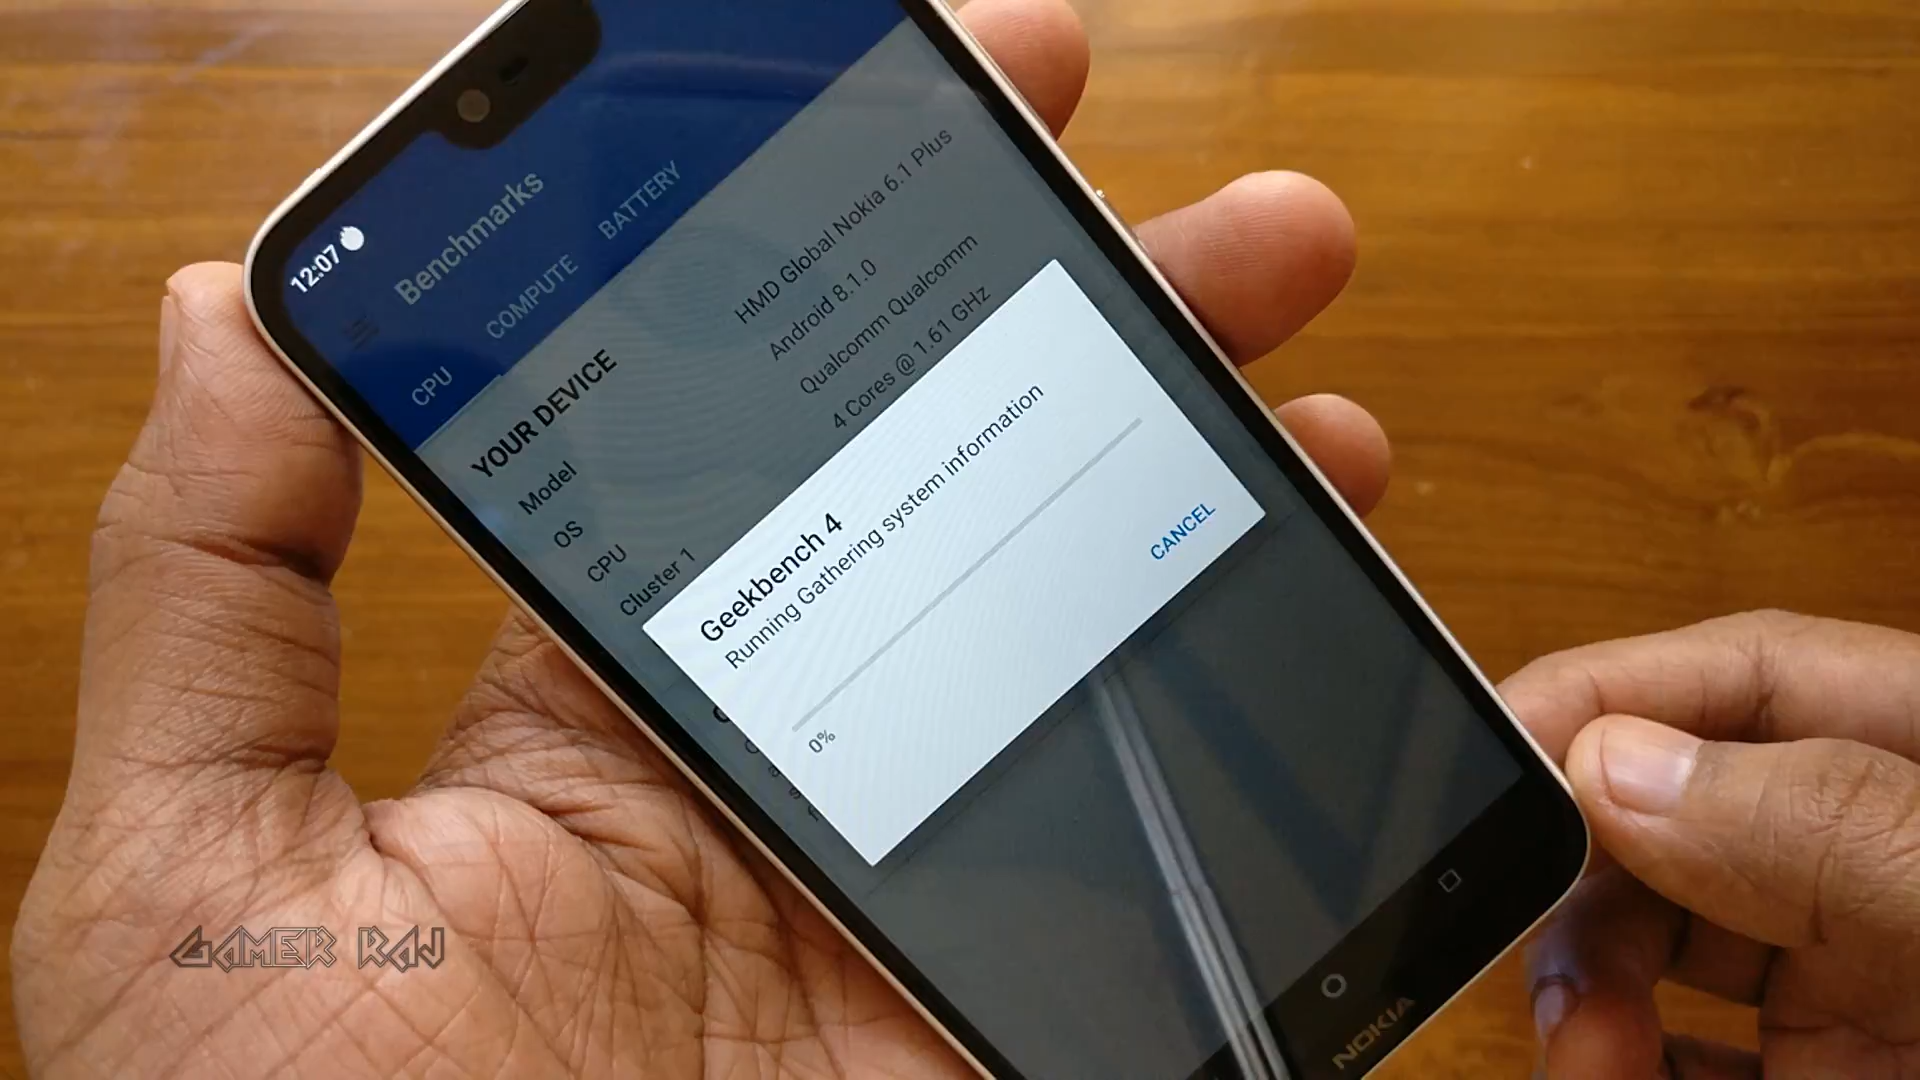 12:07
Benchmarks
CPU COMPUTE BATTERY
YOUR DEVICE
Model HMD Global Nokia 6.1 Plus
OS Android 8.1.0
CPU Qualcomm Qualcomm
Cluster 1 4 Cores @ 1.61 GHz
Geekbench 4
Running Gathering system information
0%
CANCEL
NOKIA
GAMER RAJ